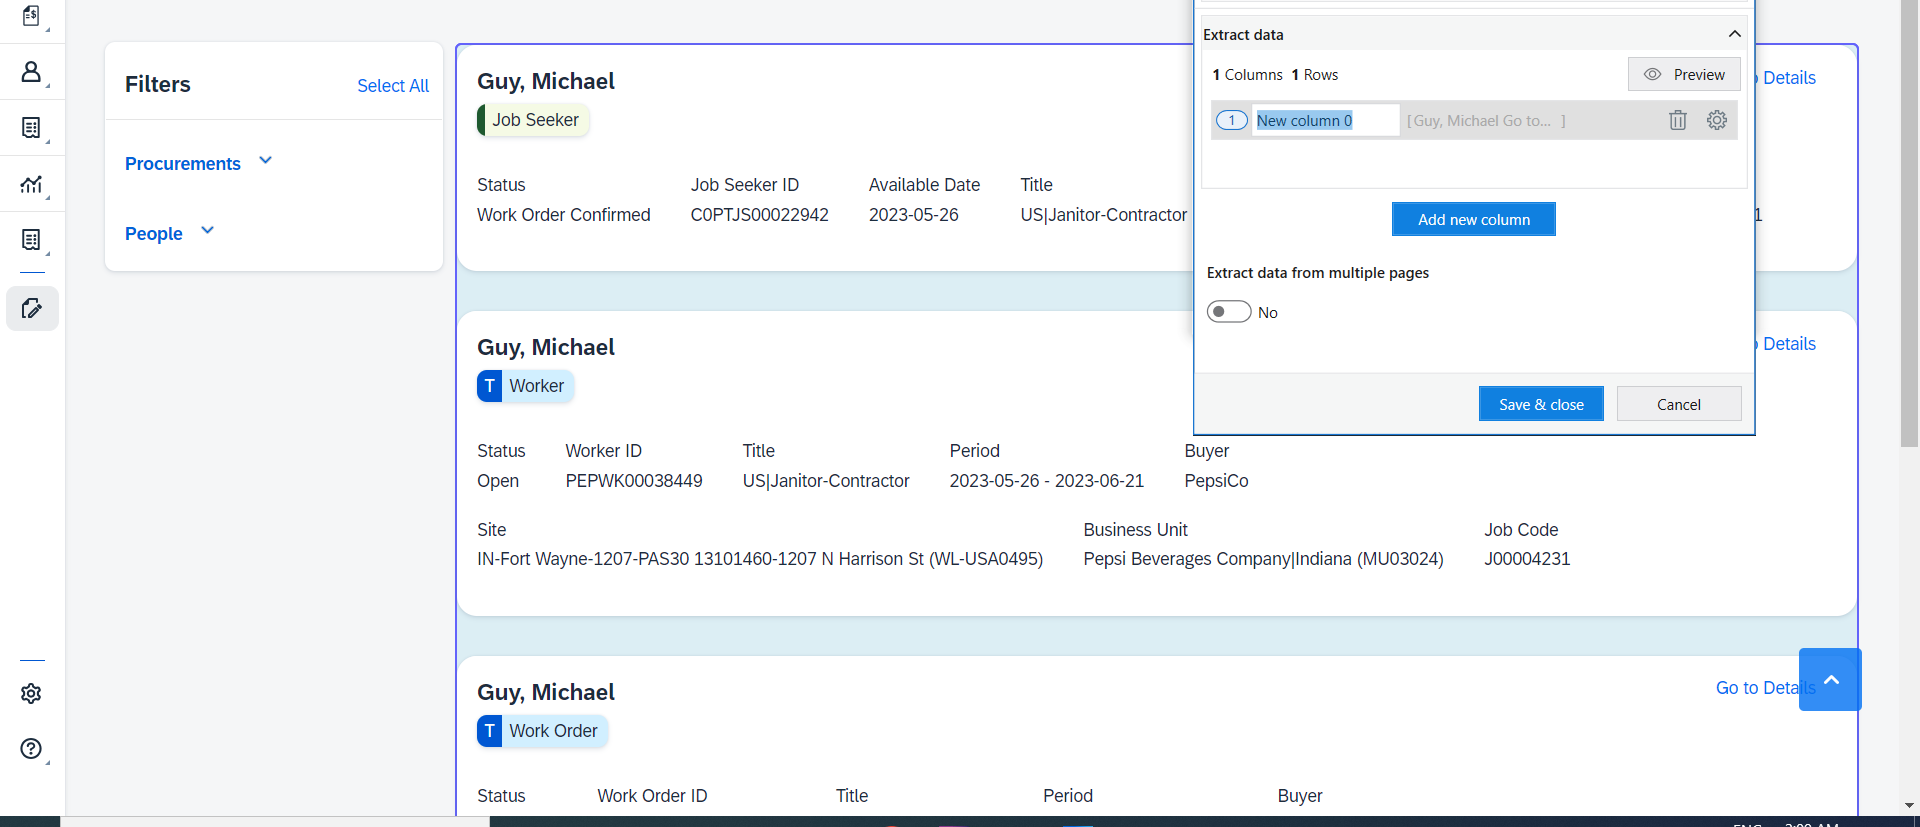 Filters
Select All
Procurements
People
Guy, Michael
Details
Job Seeker
Status Job Seeker ID Available Date Title
Work Order Confirmed C0PTJS00022942 2023-05-26 US|Janitor-Contractor
Extract data
1 Columns 1 Rows
Preview
1 New column 0 [Guy, Michael Go to... ]
Add new column
Extract data from multiple pages
No
Save & close Cancel
Guy, Michael
Details
T Worker
Status Worker ID Title Period Buyer
Open PEPWK00038449 US|Janitor-Contractor 2023-05-26 - 2023-06-21 PepsiCo
Site Business Unit Job Code
IN-Fort Wayne-1207-PAS30 13101460-1207 N Harrison St (WL-USA0495) Pepsi Beverages Company|Indiana (MU03024) J00004231
Guy, Michael
Go to Details
T Work Order
Status Work Order ID Title Period Buyer